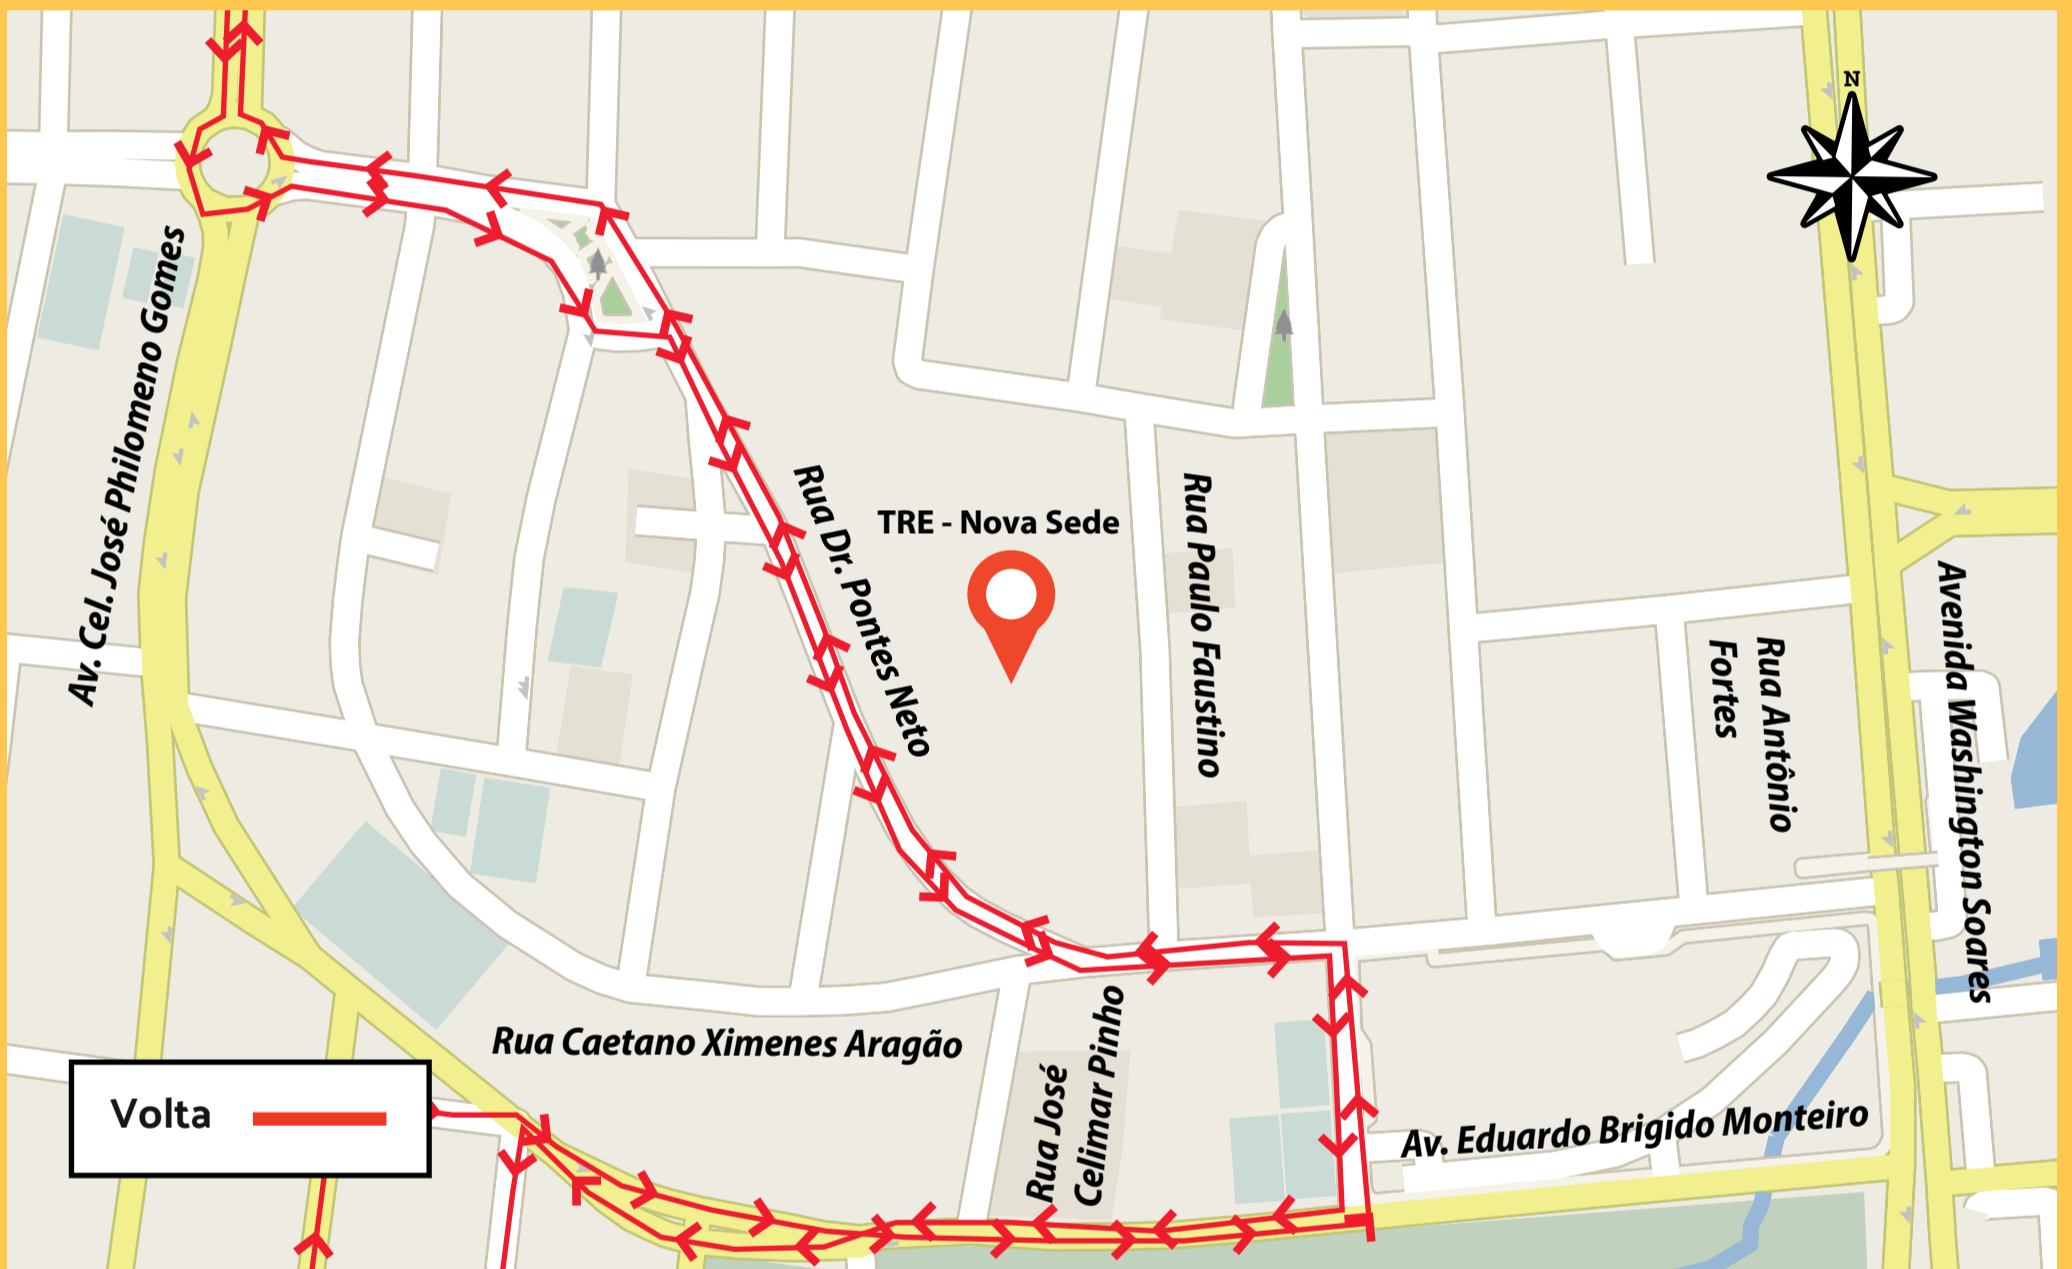 N
Av. Cel. José Philomeno Gomes
Rua Dr. Pontes Neto
TRE - Nova Sede
Rua Paulo Faustino
Rua Antônio
Fortes
Avenida Washington Soares
Rua Caetano Ximenes Aragão
Rua José
Celimar Pinho
Av. Eduardo Brigido Monteiro
Volta